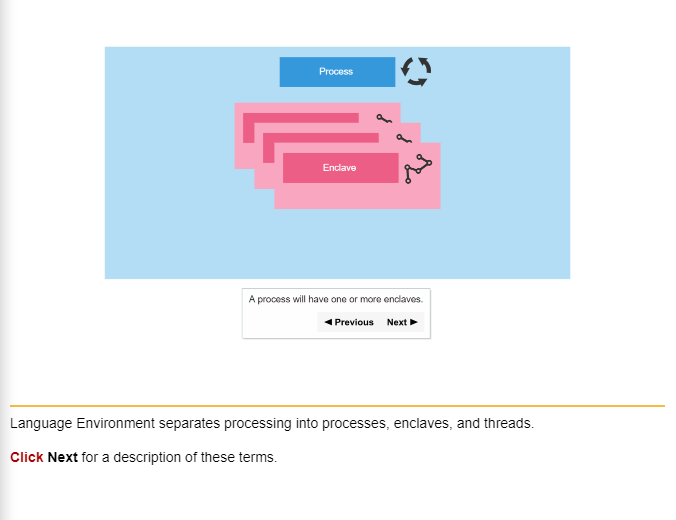 Process
Enclave
A process will have one or more enclaves.
◄ Previous Next ►
Language Environment separates processing into processes, enclaves, and threads.
Click Next for a description of these terms.